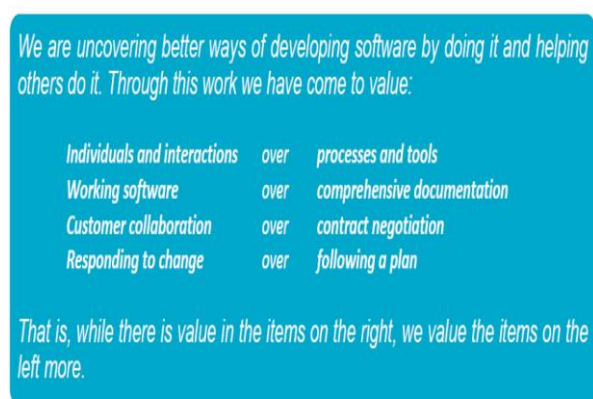 We are uncovering better ways of developing software by doing it and helping
others do it. Through this work we have come to value:
Individuals and interactions over processes and tools
Working software over comprehensive documentation
Customer collaboration over contract negotiation
Responding to change over following a plan
That is, while there is value in the items on the right, we value the items on the
left more.